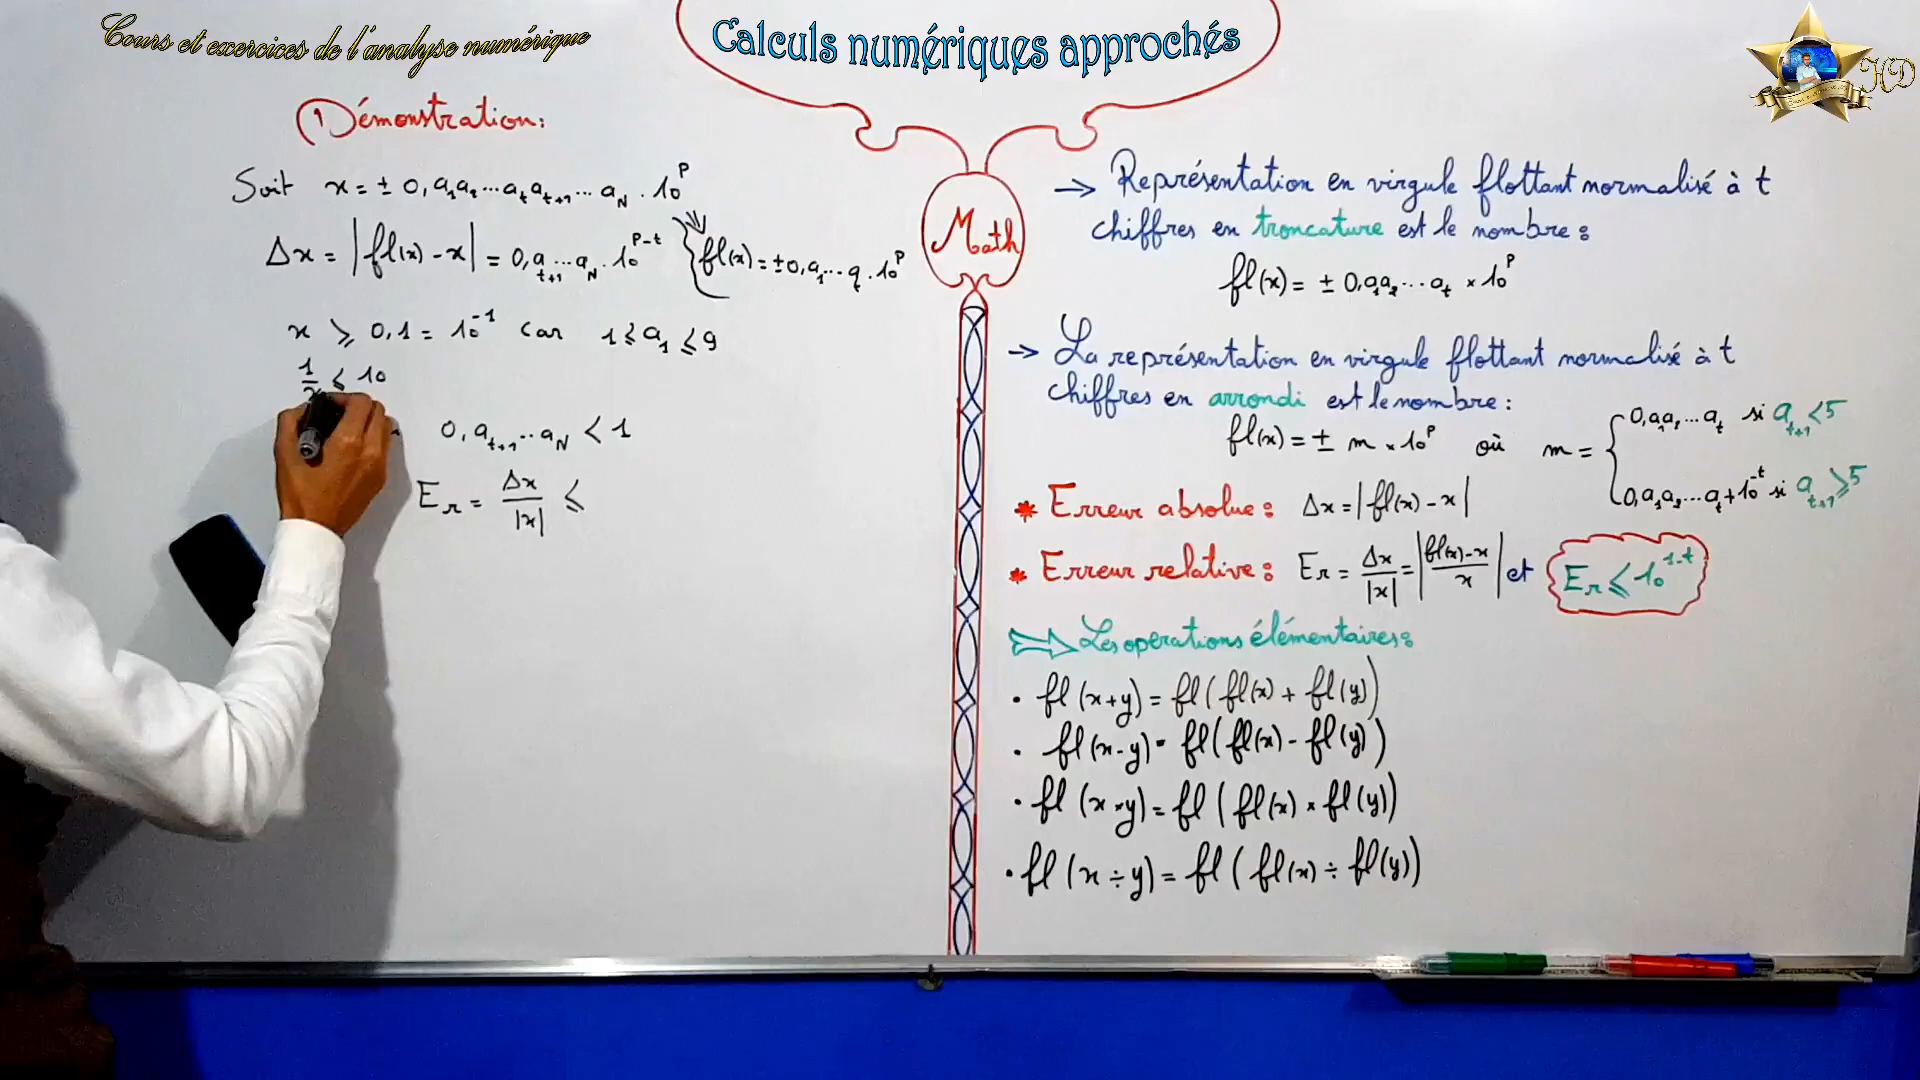 Cours et exercices de l'analyse numérique
Calculs numériques approchés
HD
1) Démonstration:
Soit x = ± 0,a₁a₂...aₜaₜ₊₁...a_N . 10^P
Δx = |fl(x) - x| = 0,aₜ₊₁...a_N . 10^(P-t)
fl(x) = ± 0,a₁...aₜ . 10^P
x ⩾ 0,1 = 10^-1 car 1 ⩽ a₁ ⩽ 9
1/x ⩽ 10
0,aₜ₊₁...a_N < 1
E_r = Δx/|x| ⩽
Math
→ Représentation en virgule flottant normalisé à t
chiffres en troncature est le nombre :
fl(x) = ± 0,a₁a₂...aₜ × 10^P
→ La représentation en virgule flottant normalisé à t
chiffres en arrondi est le nombre :
fl(x) = ± m × 10^P où m = { 0,a₁a₂...aₜ si aₜ₊₁ < 5
0,a₁a₂...aₜ + 10^-t si aₜ₊₁ ⩾ 5
* Erreur absolue : Δx = |fl(x) - x|
* Erreur relative : E_r = Δx/|x| = |(fl(x) - x)/x| et E_r ⩽ 10^(1-t)
⇒ Les opérations élémentaires :
• fl(x+y) = fl(fl(x) + fl(y))
• fl(x-y) = fl(fl(x) - fl(y))
• fl(x × y) = fl(fl(x) × fl(y))
• fl(x ÷ y) = fl(fl(x) ÷ fl(y))